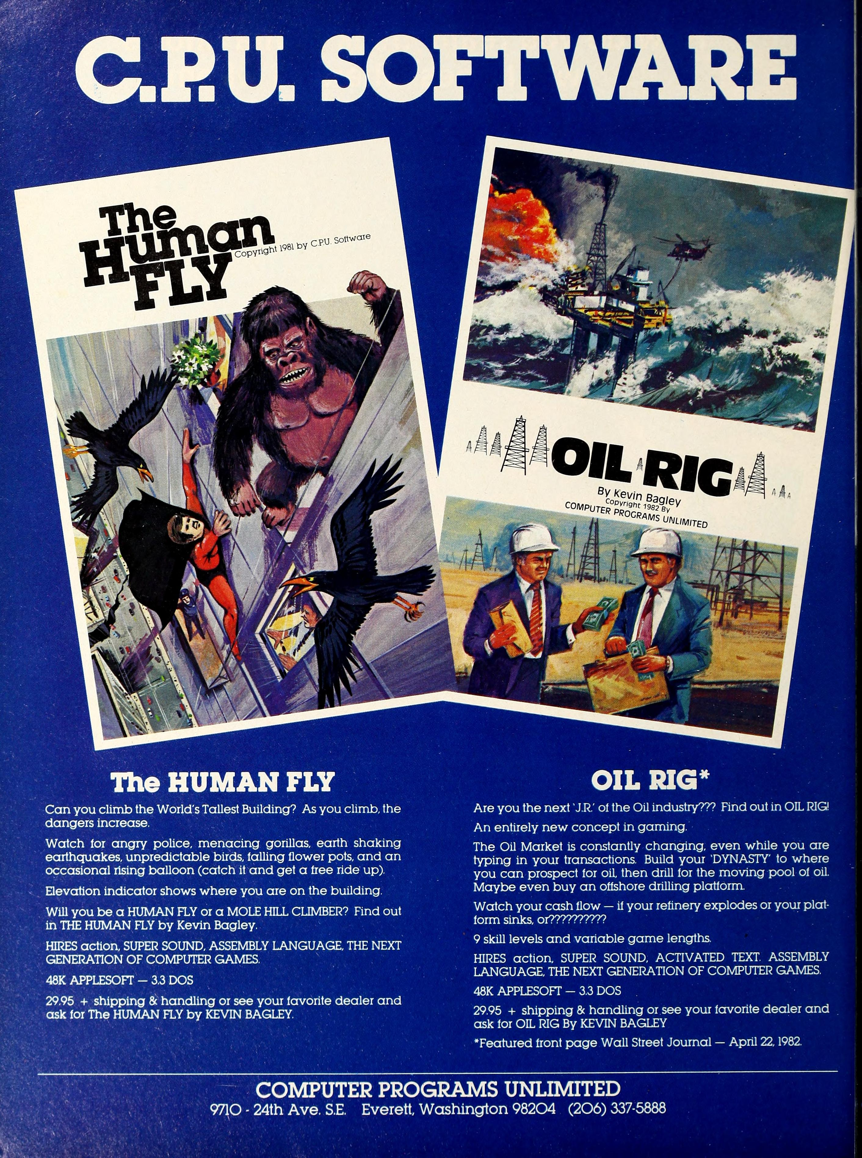 C.P.U. SOFTWARE
The
Human
FLY
Copyright 1981 by C.P.U. Software
OIL RIG
By Kevin Bagley
Copyright 1982 By
COMPUTER PROGRAMS UNLIMITED
The HUMAN FLY
Can you climb the World's Tallest Building? As you climb, the
dangers increase.
Watch for angry police, menacing gorillas, earth shaking
earthquakes, unpredictable birds, falling flower pots, and an
occasional rising balloon (catch it and get a free ride up).
Elevation indicator shows where you are on the building.
Will you be a HUMAN FLY or a MOLE HILL CLIMBER? Find out
in THE HUMAN FLY by Kevin Bagley.
HIRES action, SUPER SOUND, ASSEMBLY LANGUAGE, THE NEXT
GENERATION OF COMPUTER GAMES.
48K APPLESOFT — 3.3 DOS
29.95 + shipping & handling or see your favorite dealer and
ask for The HUMAN FLY by KEVIN BAGLEY.
OIL RIG*
Are you the next 'J.R.' of the Oil industry??? Find out in OIL RIG!
An entirely new concept in gaming.
The Oil Market is constantly changing, even while you are
typing in your transactions. Build your 'DYNASTY' to where
you can prospect for oil, then drill for the moving pool of oil.
Maybe even buy an offshore drilling platform.
Watch your cash flow — if your refinery explodes or your plat-
form sinks, or??????????
9 skill levels and variable game lengths.
HIRES action, SUPER SOUND, ACTIVATED TEXT. ASSEMBLY
LANGUAGE, THE NEXT GENERATION OF COMPUTER GAMES.
48K APPLESOFT — 3.3 DOS
29.95 + shipping & handling or see your favorite dealer and
ask for OIL RIG By KEVIN BAGLEY
*Featured front page Wall Street Journal — April 22, 1982.
COMPUTER PROGRAMS UNLIMITED
9710 - 24th Ave. S.E. Everett, Washington 98204 (206) 337-5888